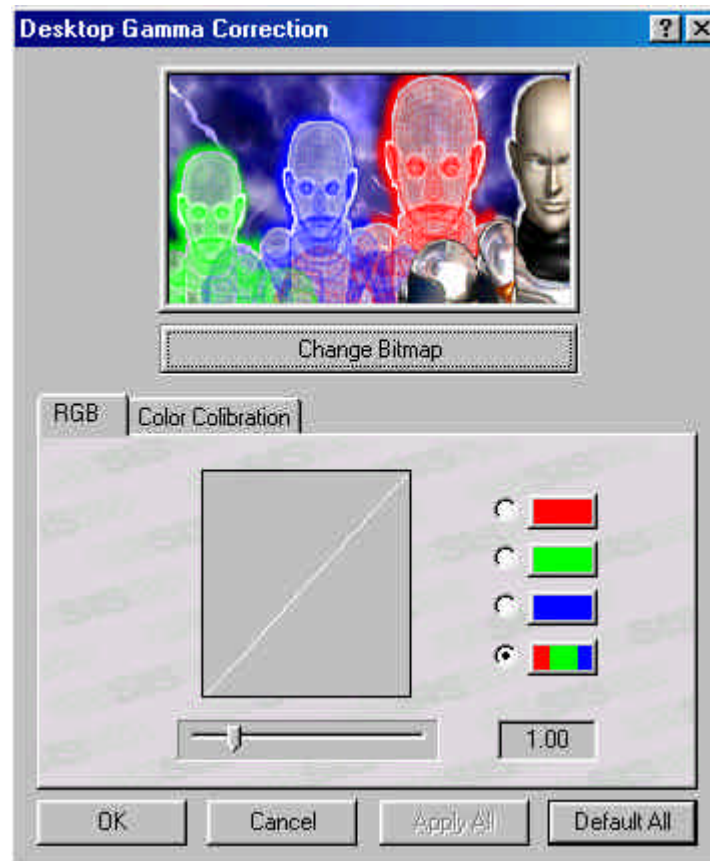 Desktop Gamma Correction
Change Bitmap
RGB
Color Colibration
1.00
OK
Cancel
Apply All
Default All